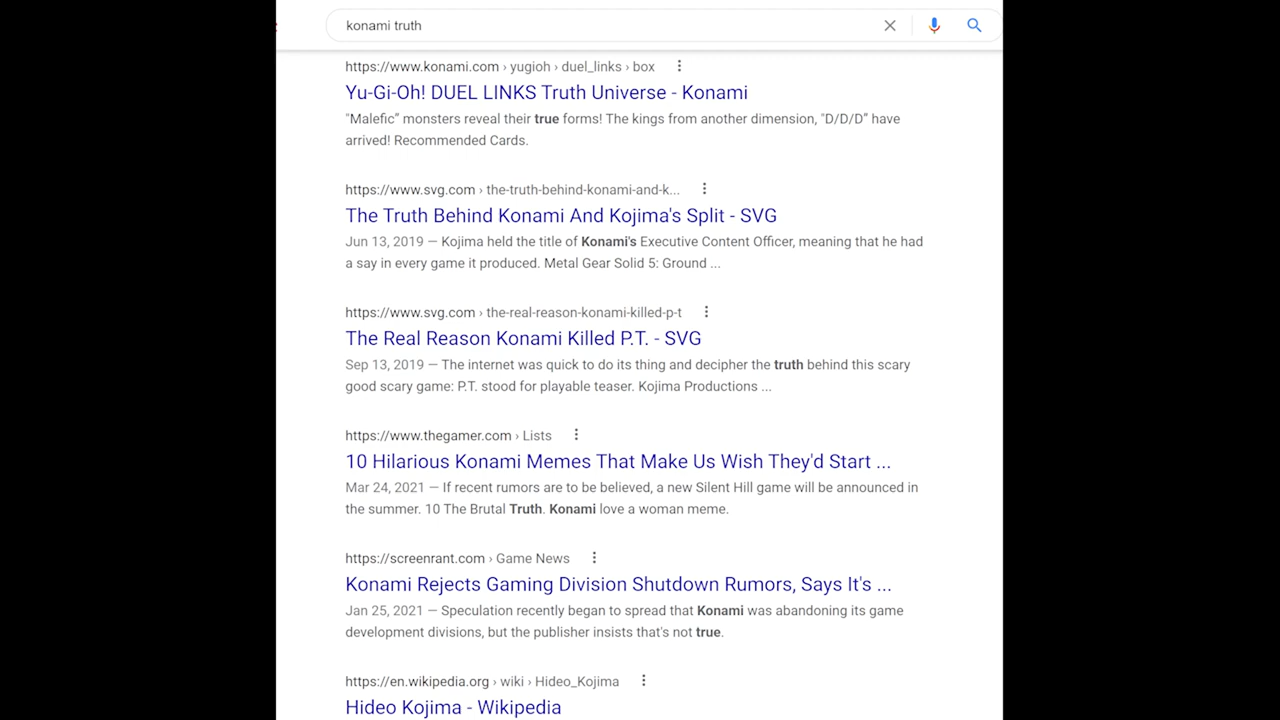 konami truth
https://www.konami.com › yugioh › duel_links › box
Yu-Gi-Oh! DUEL LINKS Truth Universe - Konami
"Malefic" monsters reveal their true forms! The kings from another dimension, "D/D/D" have
arrived! Recommended Cards.
https://www.svg.com › the-truth-behind-konami-and-k...
The Truth Behind Konami And Kojima's Split - SVG
Jun 13, 2019 — Kojima held the title of Konami's Executive Content Officer, meaning that he had
a say in every game it produced. Metal Gear Solid 5: Ground ...
https://www.svg.com › the-real-reason-konami-killed-p-t
The Real Reason Konami Killed P.T. - SVG
Sep 13, 2019 — The internet was quick to do its thing and decipher the truth behind this scary
good scary game: P.T. stood for playable teaser. Kojima Productions ...
https://www.thegamer.com › Lists
10 Hilarious Konami Memes That Make Us Wish They'd Start ...
Mar 24, 2021 — If recent rumors are to be believed, a new Silent Hill game will be announced in
the summer. 10 The Brutal Truth. Konami love a woman meme.
https://screenrant.com › Game News
Konami Rejects Gaming Division Shutdown Rumors, Says It's ...
Jan 25, 2021 — Speculation recently began to spread that Konami was abandoning its game
development divisions, but the publisher insists that's not true.
https://en.wikipedia.org › wiki › Hideo_Kojima
Hideo Kojima - Wikipedia